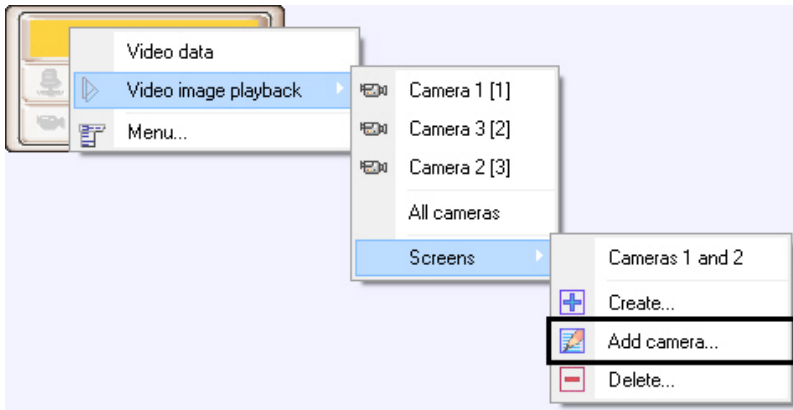 Video data
Video image playback
Menu...
Camera 1 [1]
Camera 3 [2]
Camera 2 [3]
All cameras
Screens
Cameras 1 and 2
Create...
Add camera...
Delete...